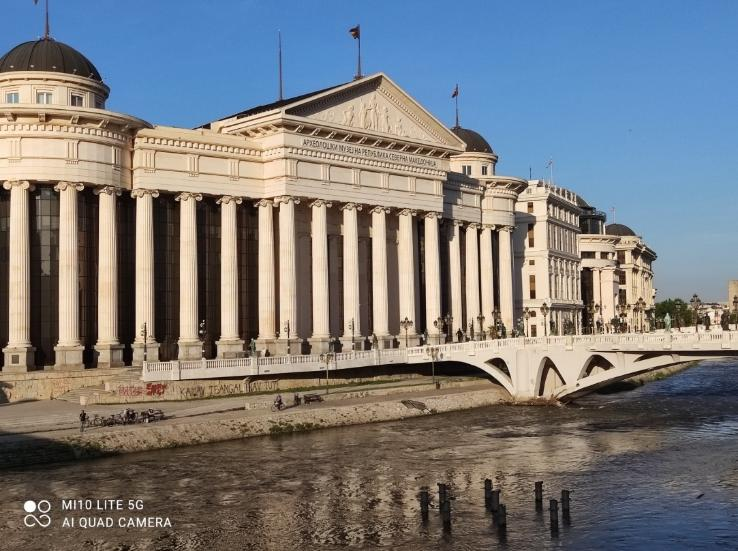 АРХЕОЛОШКИ МУЗЕЈ НА РЕПУБЛИКА СЕВЕРНА МАКЕДОНИЈА
MI10 LITE 5G
AI QUAD CAMERA